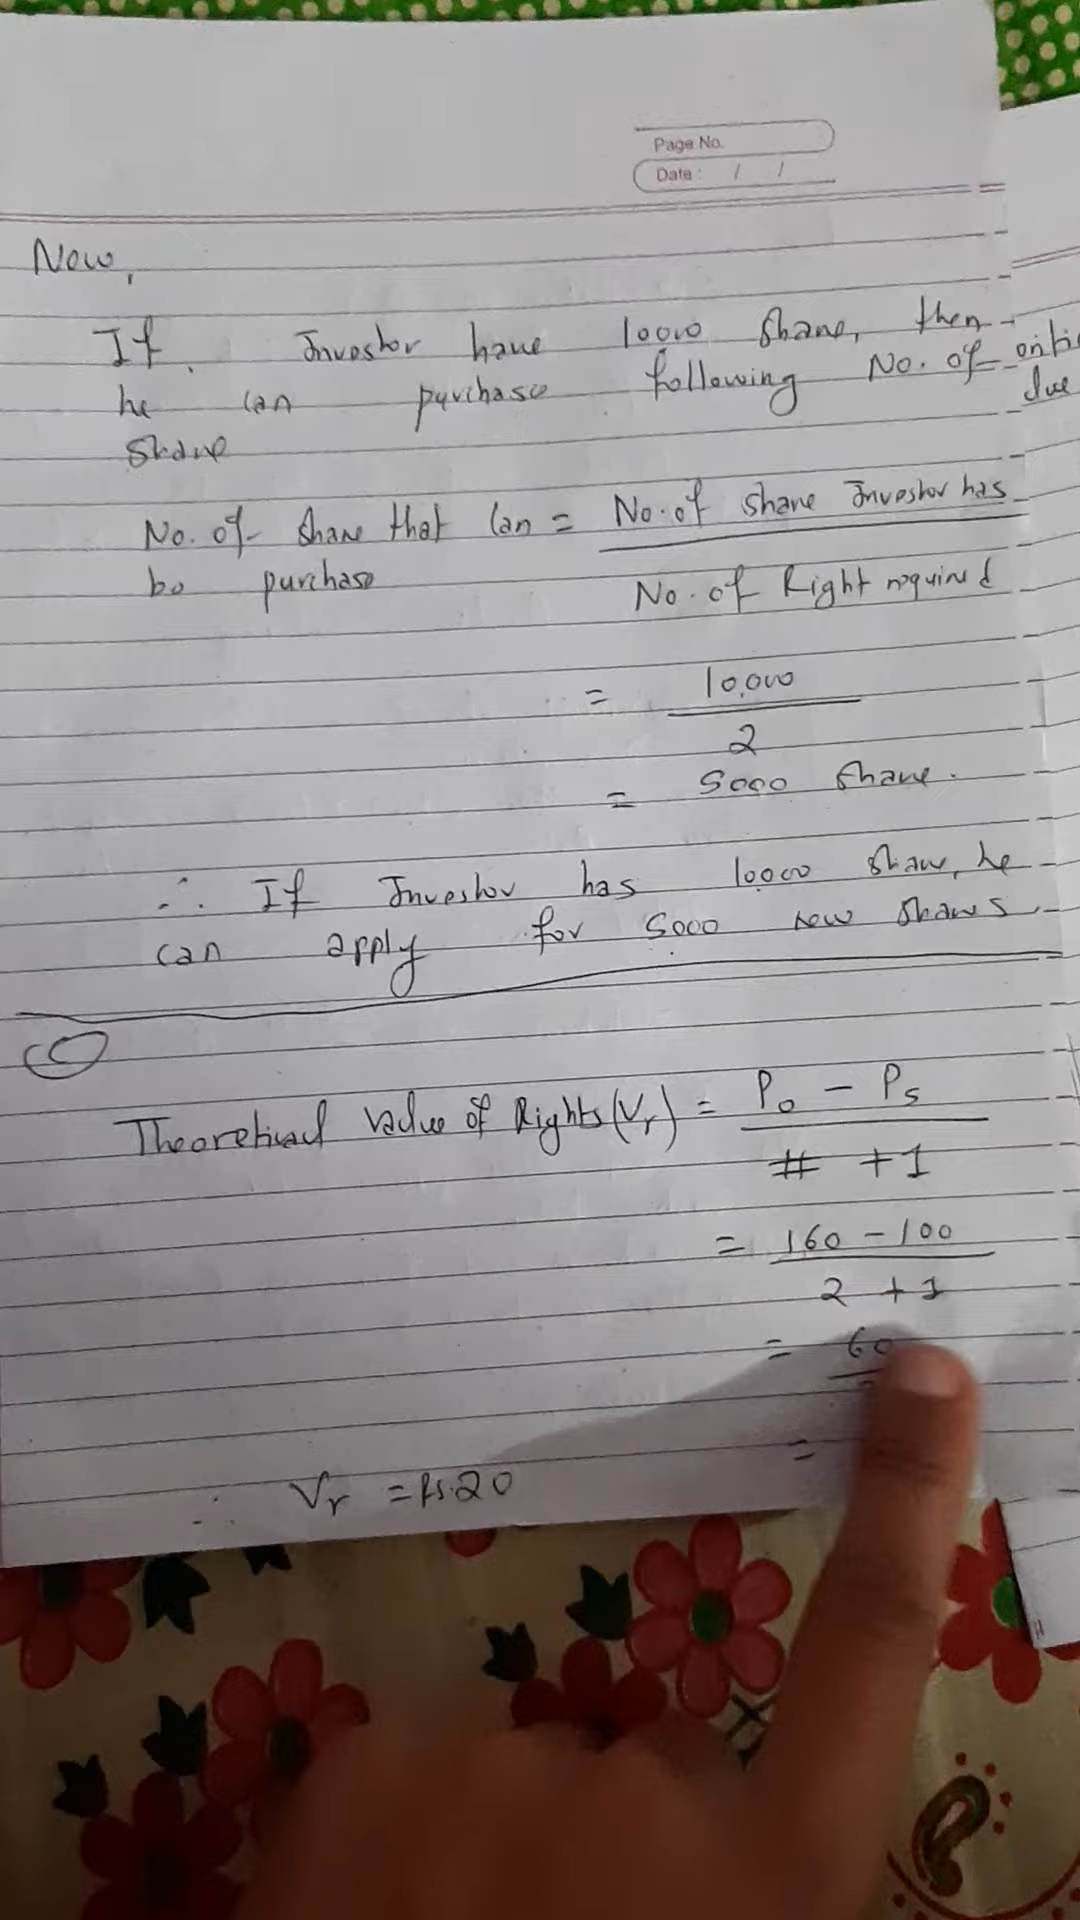 Page No.
Date : / /
Now,
If Investor have 10000 share, then
he can purchase following No. of
share
due
No. of share that can = No. of share Investor has
be purchase No. of Right required
= 10,000
2
= 5000 share.
∴ If Investor has 10000 share, he
can apply for 5000 new shares
C
Theoretical value of Rights (Vr) = Po - Ps
# + 1
= 160 - 100
2 + 1
= 60
=
∴ Vr = Rs. 20